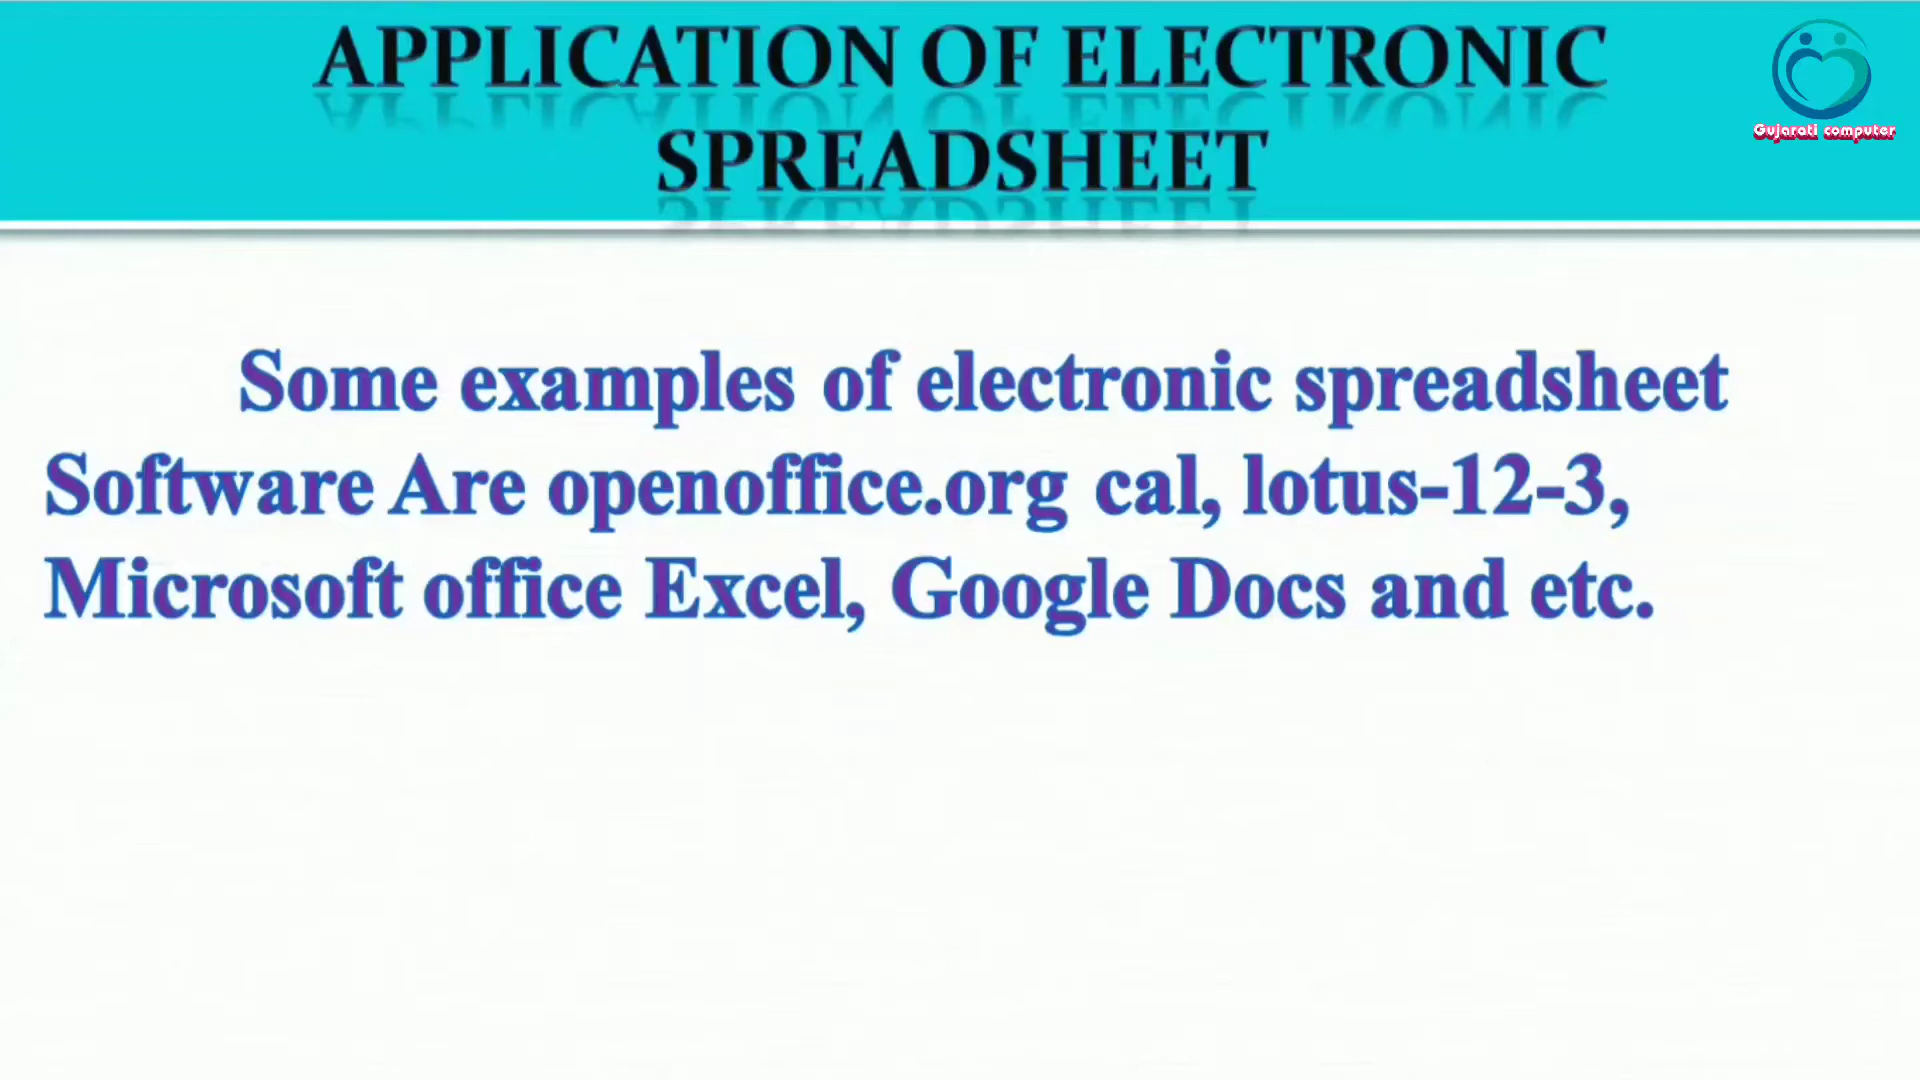 APPLICATION OF ELECTRONIC
SPREADSHEET
Gujarati computer
Some examples of electronic spreadsheet
Software Are openoffice.org cal, lotus-12-3,
Microsoft office Excel, Google Docs and etc.